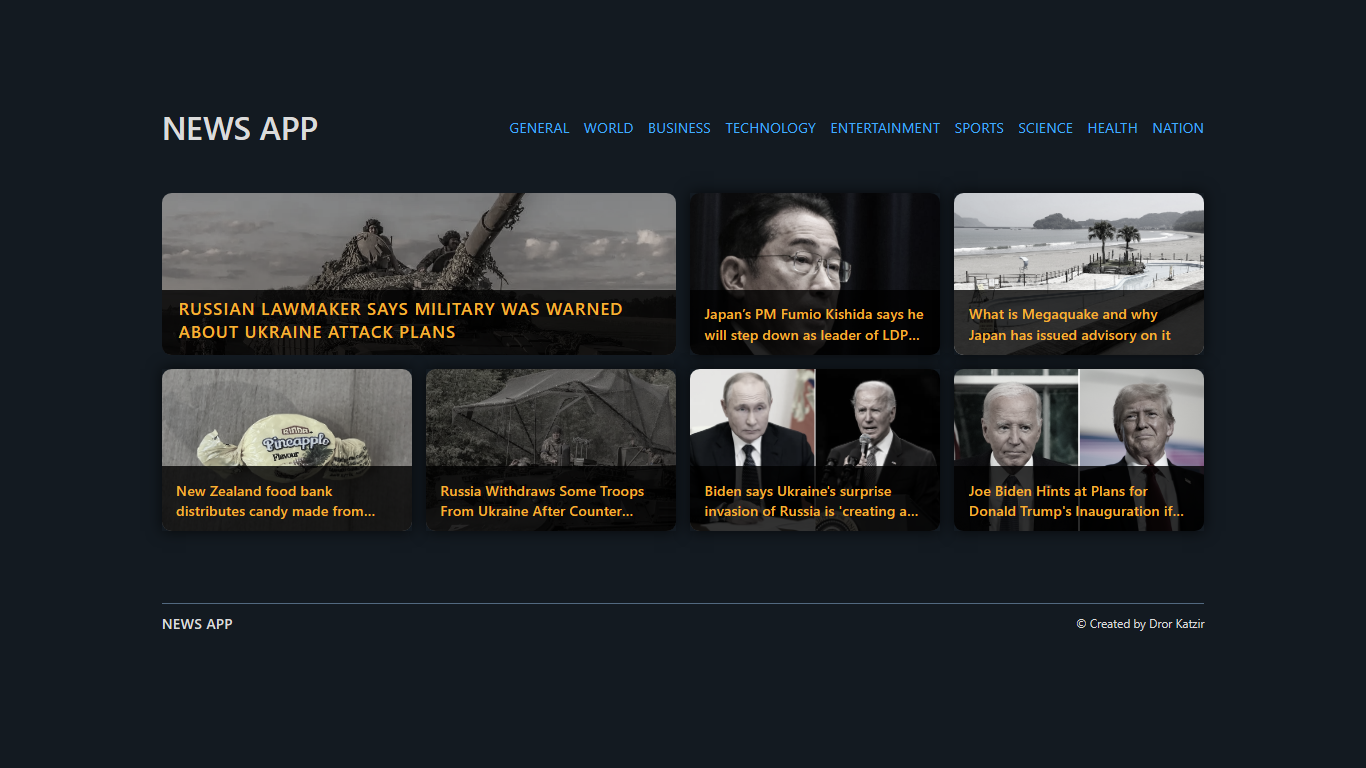 NEWS APP
GENERAL WORLD BUSINESS TECHNOLOGY ENTERTAINMENT SPORTS SCIENCE HEALTH NATION
RUSSIAN LAWMAKER SAYS MILITARY WAS WARNED
ABOUT UKRAINE ATTACK PLANS
Japan's PM Fumio Kishida says he
will step down as leader of LDP...
What is Megaquake and why
Japan has issued advisory on it
RINDA
Pineapple
Flavour
New Zealand food bank
distributes candy made from...
Russia Withdraws Some Troops
From Ukraine After Counter...
Biden says Ukraine's surprise
invasion of Russia is 'creating a...
Joe Biden Hints at Plans for
Donald Trump's Inauguration if...
NEWS APP
© Created by Dror Katzir